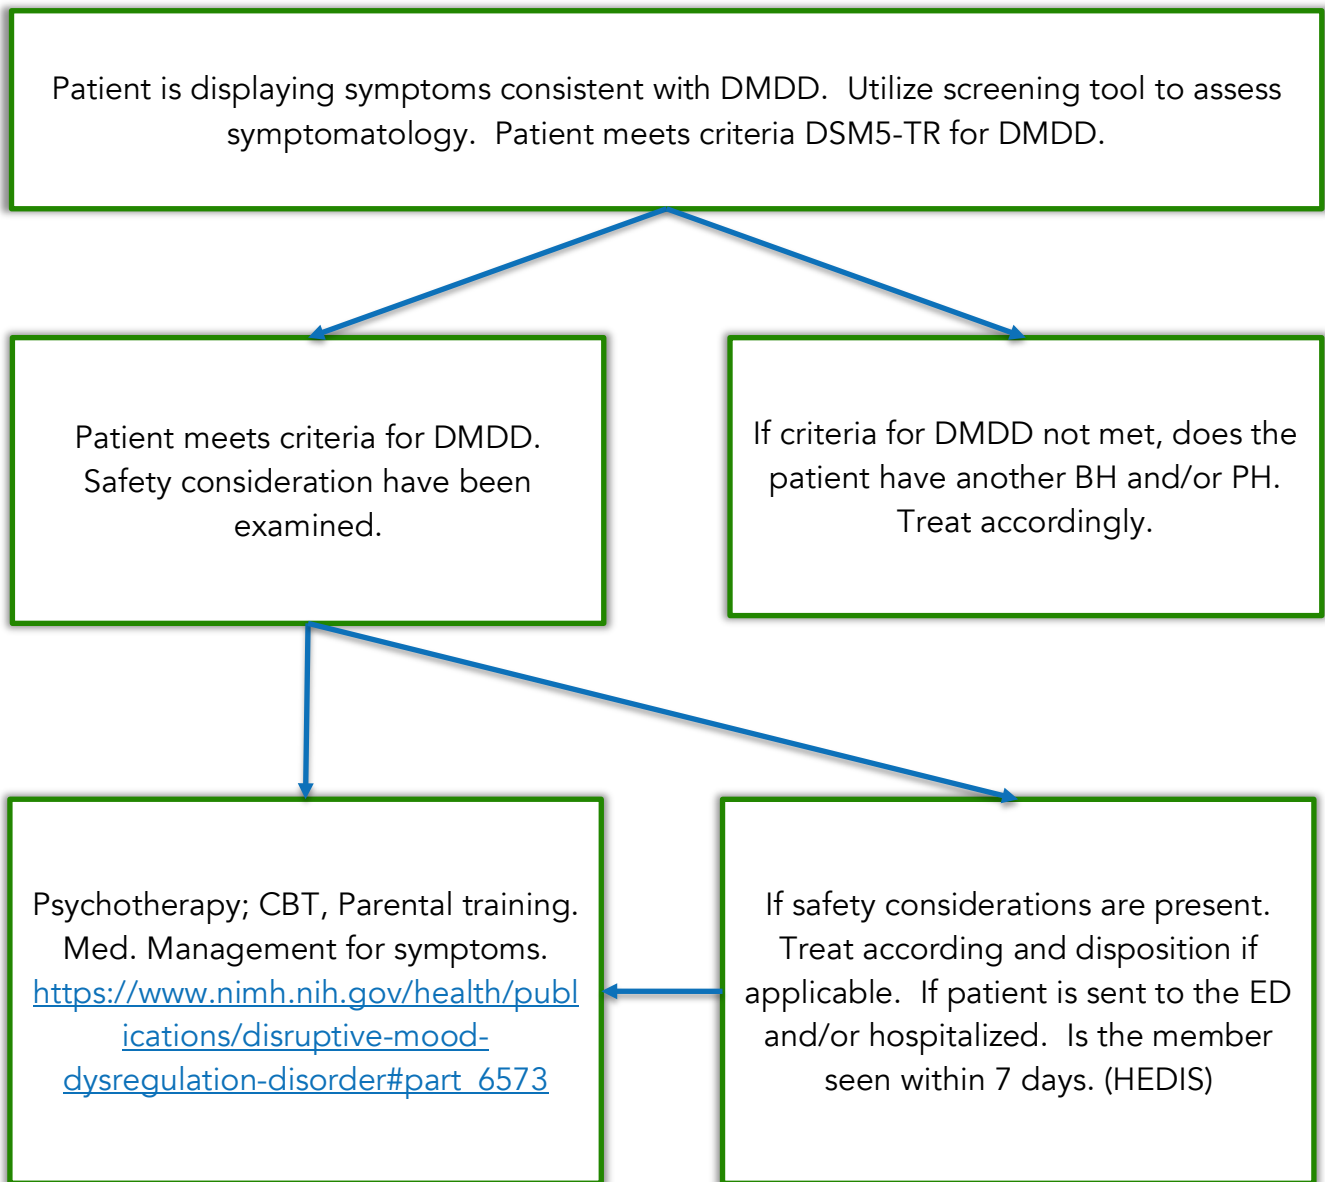 Patient is displaying symptoms consistent with DMDD.  Utilize screening tool to assess
symptomatology.  Patient meets criteria DSM5-TR for DMDD.
Patient meets criteria for DMDD.
Safety consideration have been
examined.
If criteria for DMDD not met, does the
patient have another BH and/or PH.
Treat accordingly.
Psychotherapy; CBT, Parental training.
Med. Management for symptoms.
https://www.nimh.nih.gov/health/publ
ications/disruptive-mood-
dysregulation-disorder#part_6573
If safety considerations are present.
Treat according and disposition if
applicable.  If patient is sent to the ED
and/or hospitalized.  Is the member
seen within 7 days. (HEDIS)